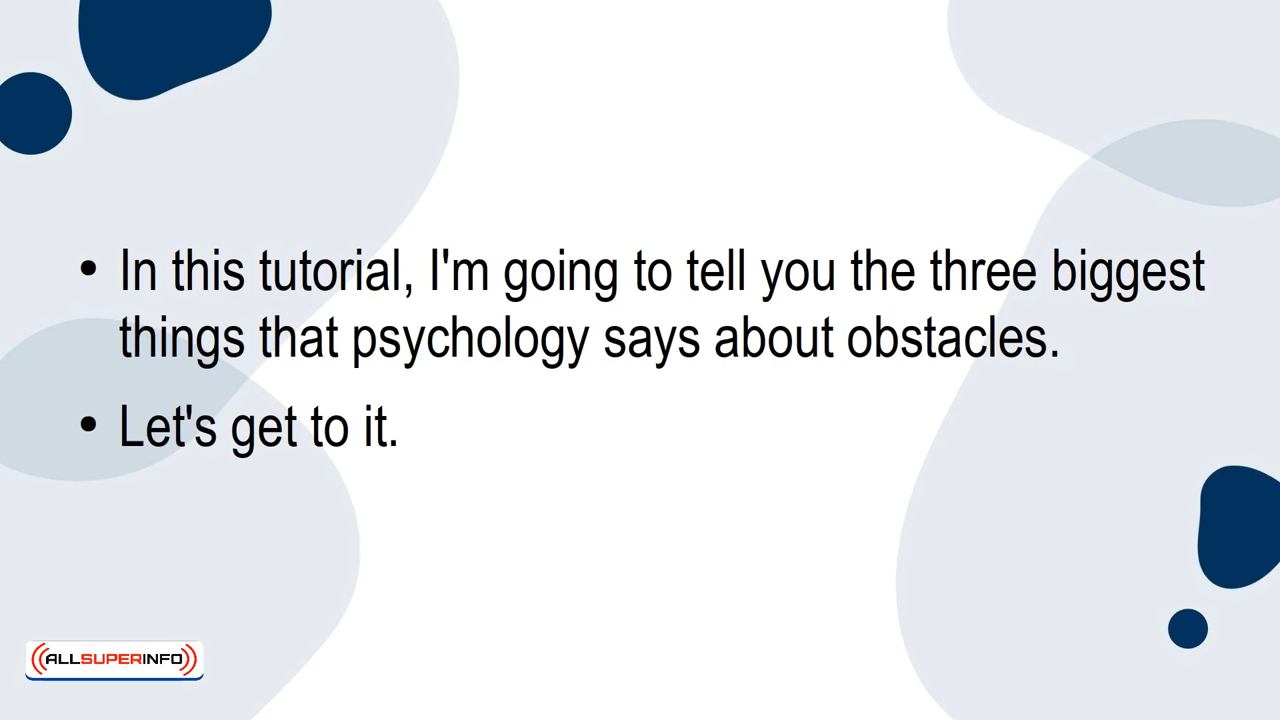 • In this tutorial, I'm going to tell you the three biggest
things that psychology says about obstacles.
• Let's get to it.
ALLSUPERINFO